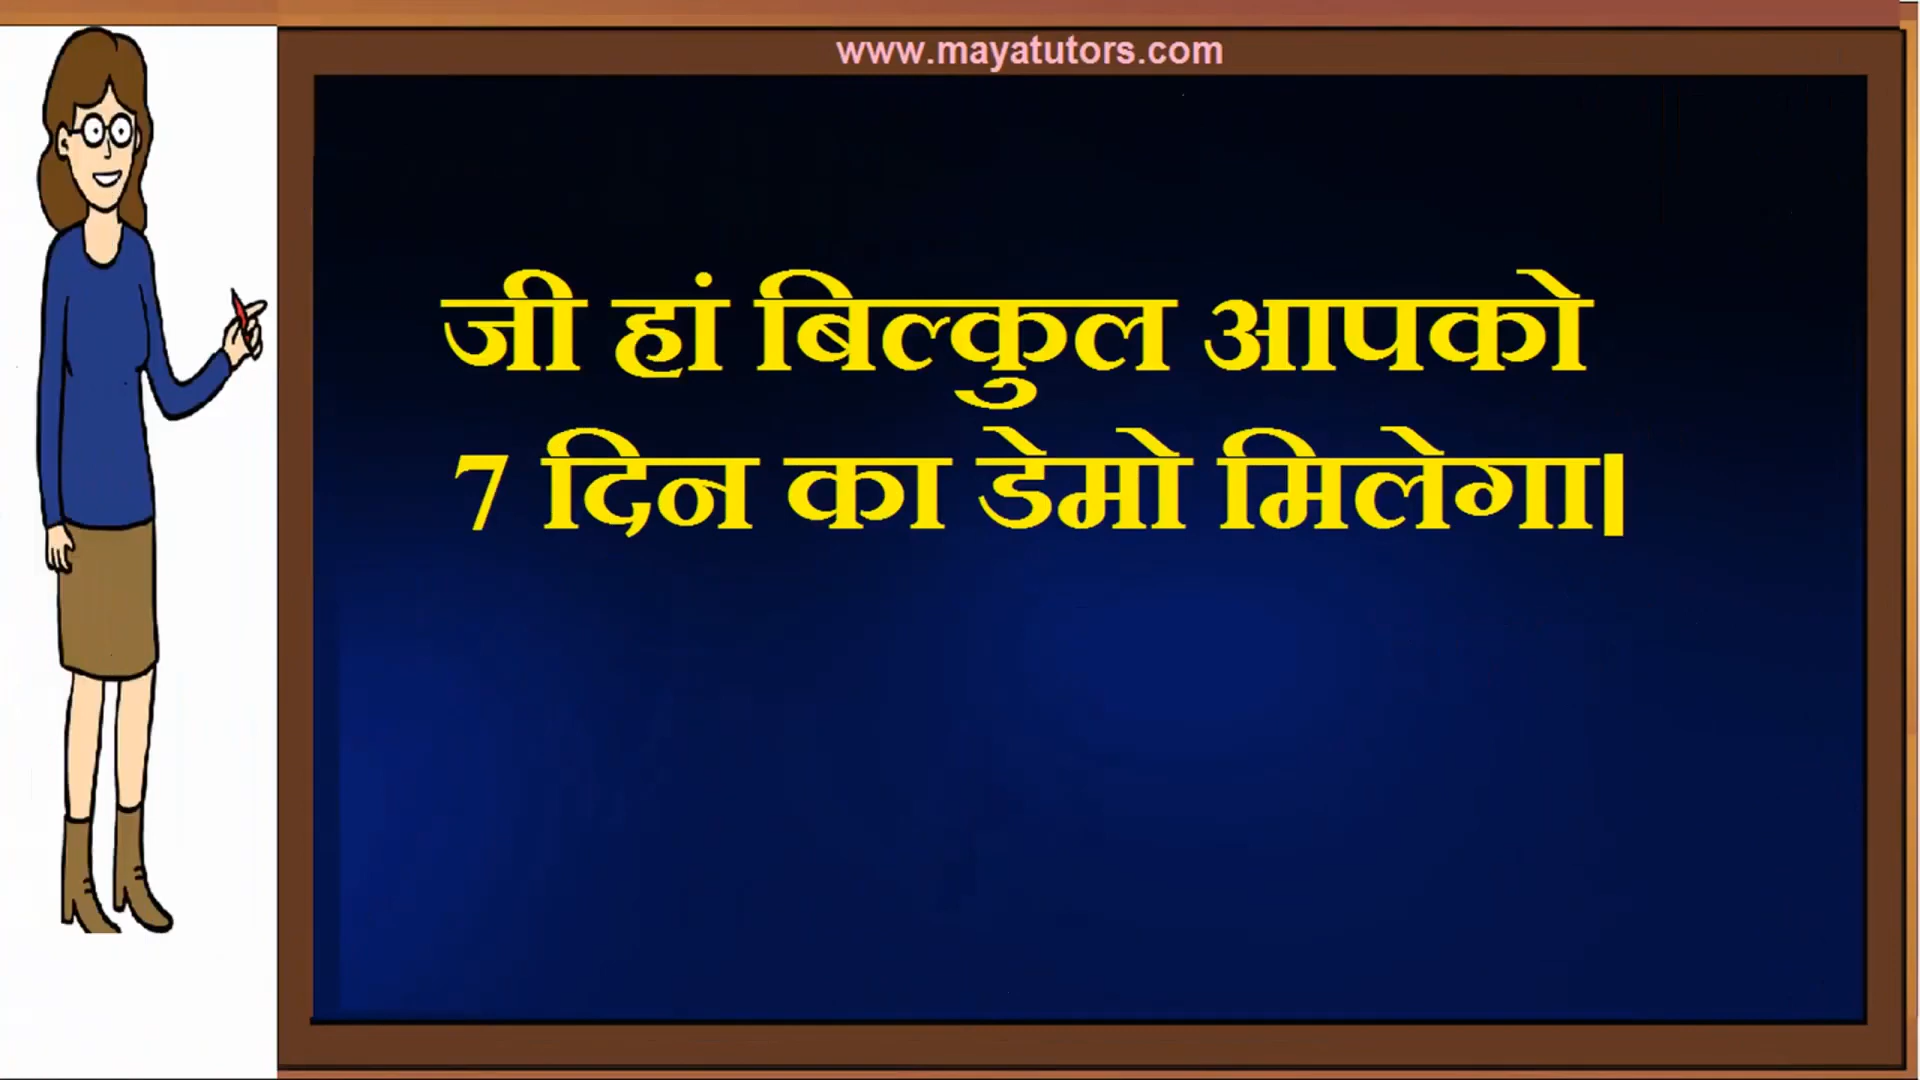 www.mayatutors.com
जी हां बिल्कुल आपको
7 दिन का डेमो मिलेगा।